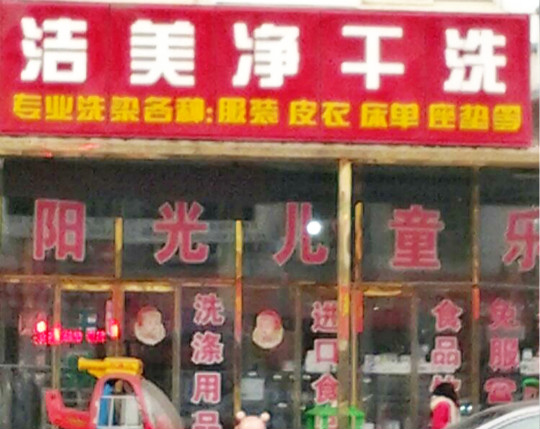 洁美净干洗
专业洗染各种:服装 皮衣 床单 座垫等
阳光儿童乐
洗涤用品
进口食
食品
免服